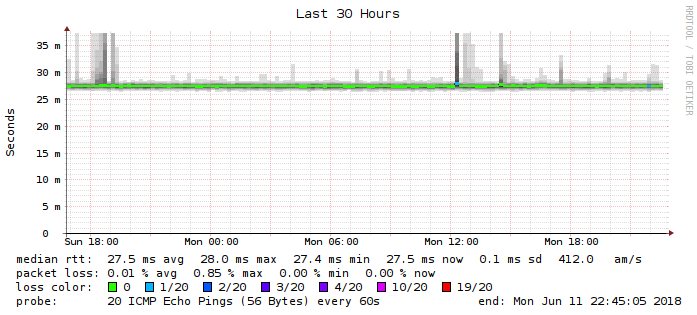 Last 30 Hours
RRDTOOL / TOBI OETIKER
Seconds
35 m
30 m
25 m
20 m
15 m
10 m
5 m
0
Sun 18:00 Mon 00:00 Mon 06:00 Mon 12:00 Mon 18:00
median rtt: 27.5 ms avg 28.0 ms max 27.4 ms min 27.5 ms now 0.1 ms sd 412.0 am/s
packet loss: 0.01 % avg 0.85 % max 0.00 % min 0.00 % now
loss color: 0 1/20 2/20 3/20 4/20 10/20 19/20
probe: 20 ICMP Echo Pings (56 Bytes) every 60s end: Mon Jun 11 22:45:05 2018